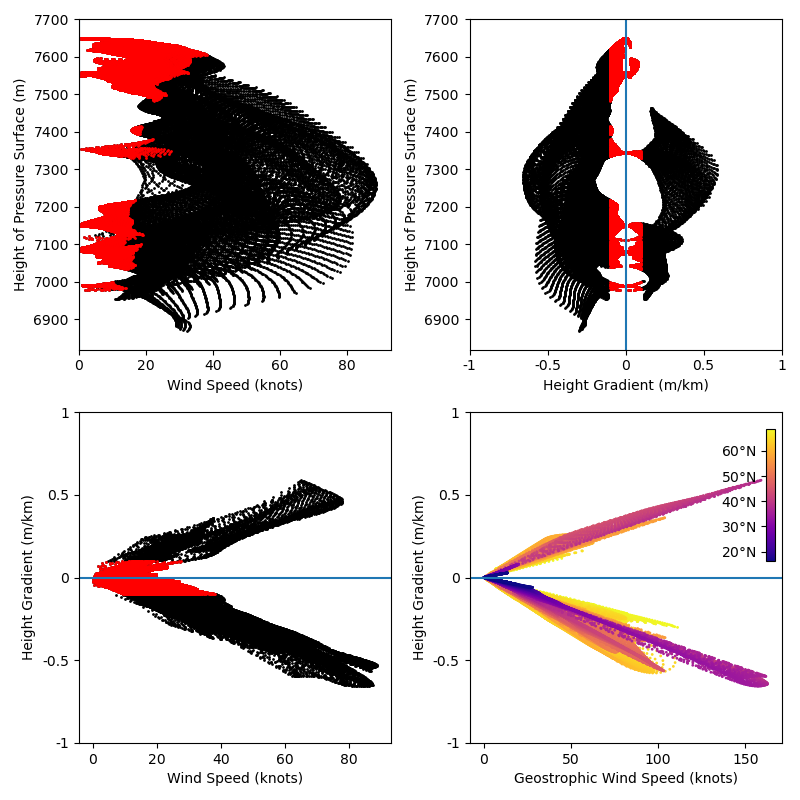 7700
7600
7500
7400
7300
7200
7100
7000
6900
Height of Pressure Surface (m)
0 20 40 60 80
Wind Speed (knots)
7700
7600
7500
7400
7300
7200
7100
7000
6900
Height of Pressure Surface (m)
-1 -0.5 0 0.5 1
Height Gradient (m/km)
1
0.5
0
-0.5
-1
Height Gradient (m/km)
0 20 40 60 80
Wind Speed (knots)
1
0.5
0
-0.5
-1
Height Gradient (m/km)
60°N
50°N
40°N
30°N
20°N
0 50 100 150
Geostrophic Wind Speed (knots)